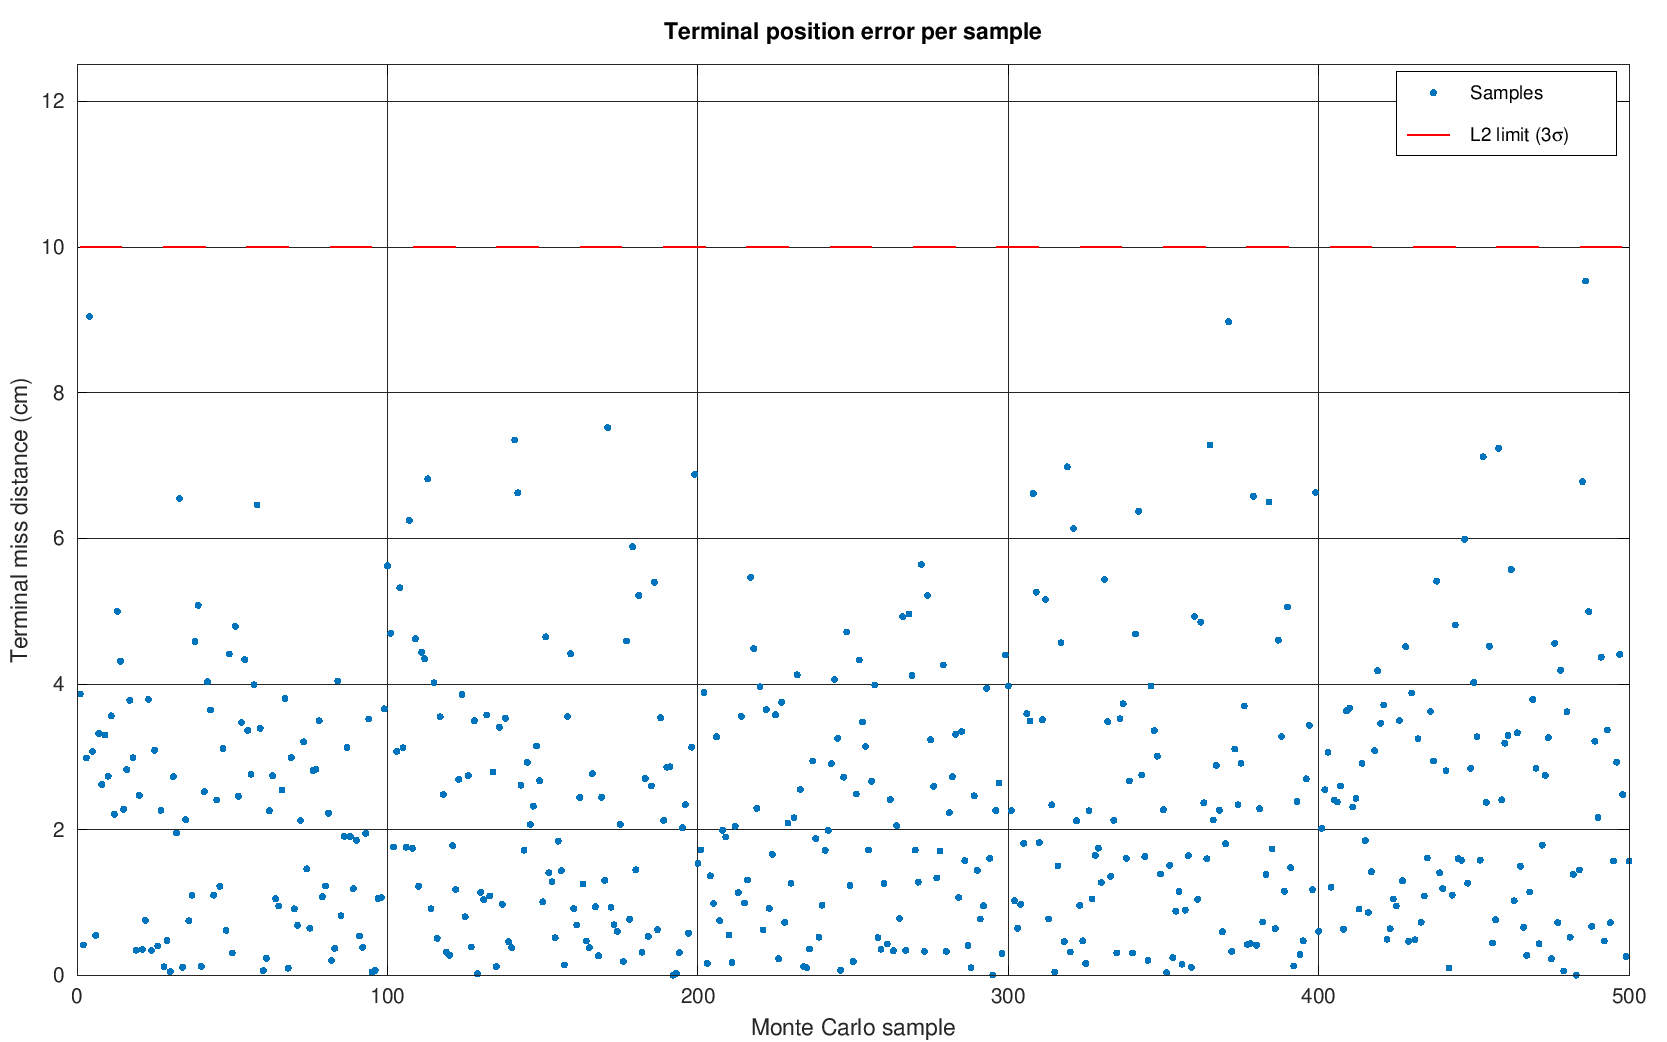 Terminal position error per sample
Samples
L2 limit (3σ)
12
10
8
6
4
2
0
Terminal miss distance (cm)
0 100 200 300 400 500
Monte Carlo sample